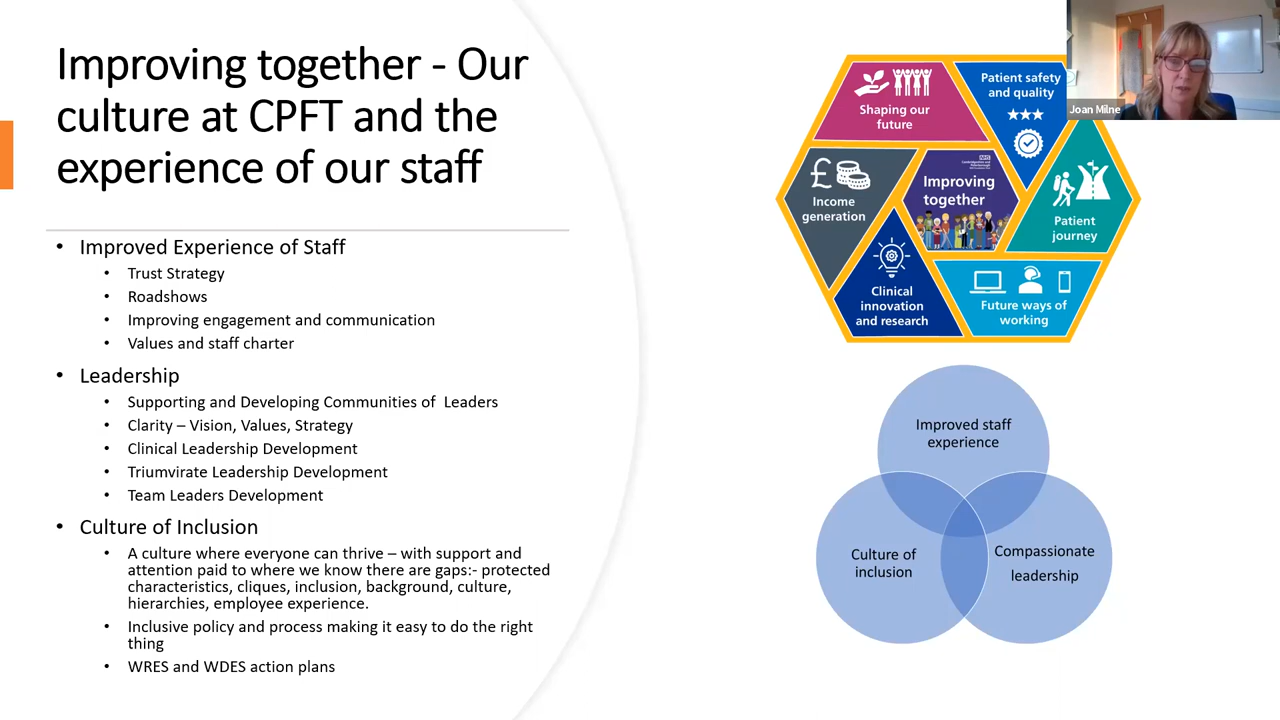 Improving together - Our
culture at CPFT and the
experience of our staff
• Improved Experience of Staff
• Trust Strategy
• Roadshows
• Improving engagement and communication
• Values and staff charter
• Leadership
• Supporting and Developing Communities of Leaders
• Clarity – Vision, Values, Strategy
• Clinical Leadership Development
• Triumvirate Leadership Development
• Team Leaders Development
• Culture of Inclusion
• A culture where everyone can thrive – with support and
attention paid to where we know there are gaps:- protected
characteristics, cliques, inclusion, background, culture,
hierarchies, employee experience.
• Inclusive policy and process making it easy to do the right
thing
• WRES and WDES action plans
Shaping our
future
Patient safety
and quality
Income
generation
NHS
Improving
together
Patient
journey
Clinical
innovation
and research
Future ways of
working
Joan Milne
Improved staff
experience
Culture of
inclusion
Compassionate
leadership